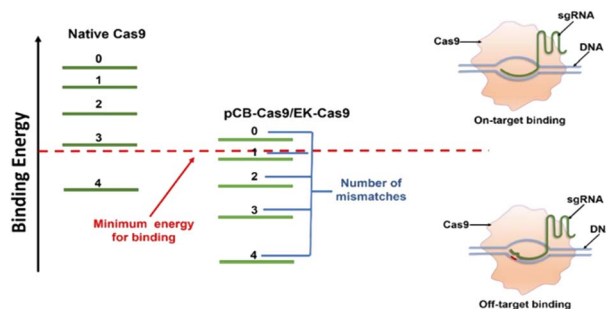 Native Cas9
0
1
2
3
4
Binding Energy
pCB-Cas9/EK-Cas9
0
1
2
3
4
Number of
mismatches
Minimum energy
for binding
sgRNA
Cas9
DNA
On-target binding
sgRNA
Cas9
DN
Off-target binding